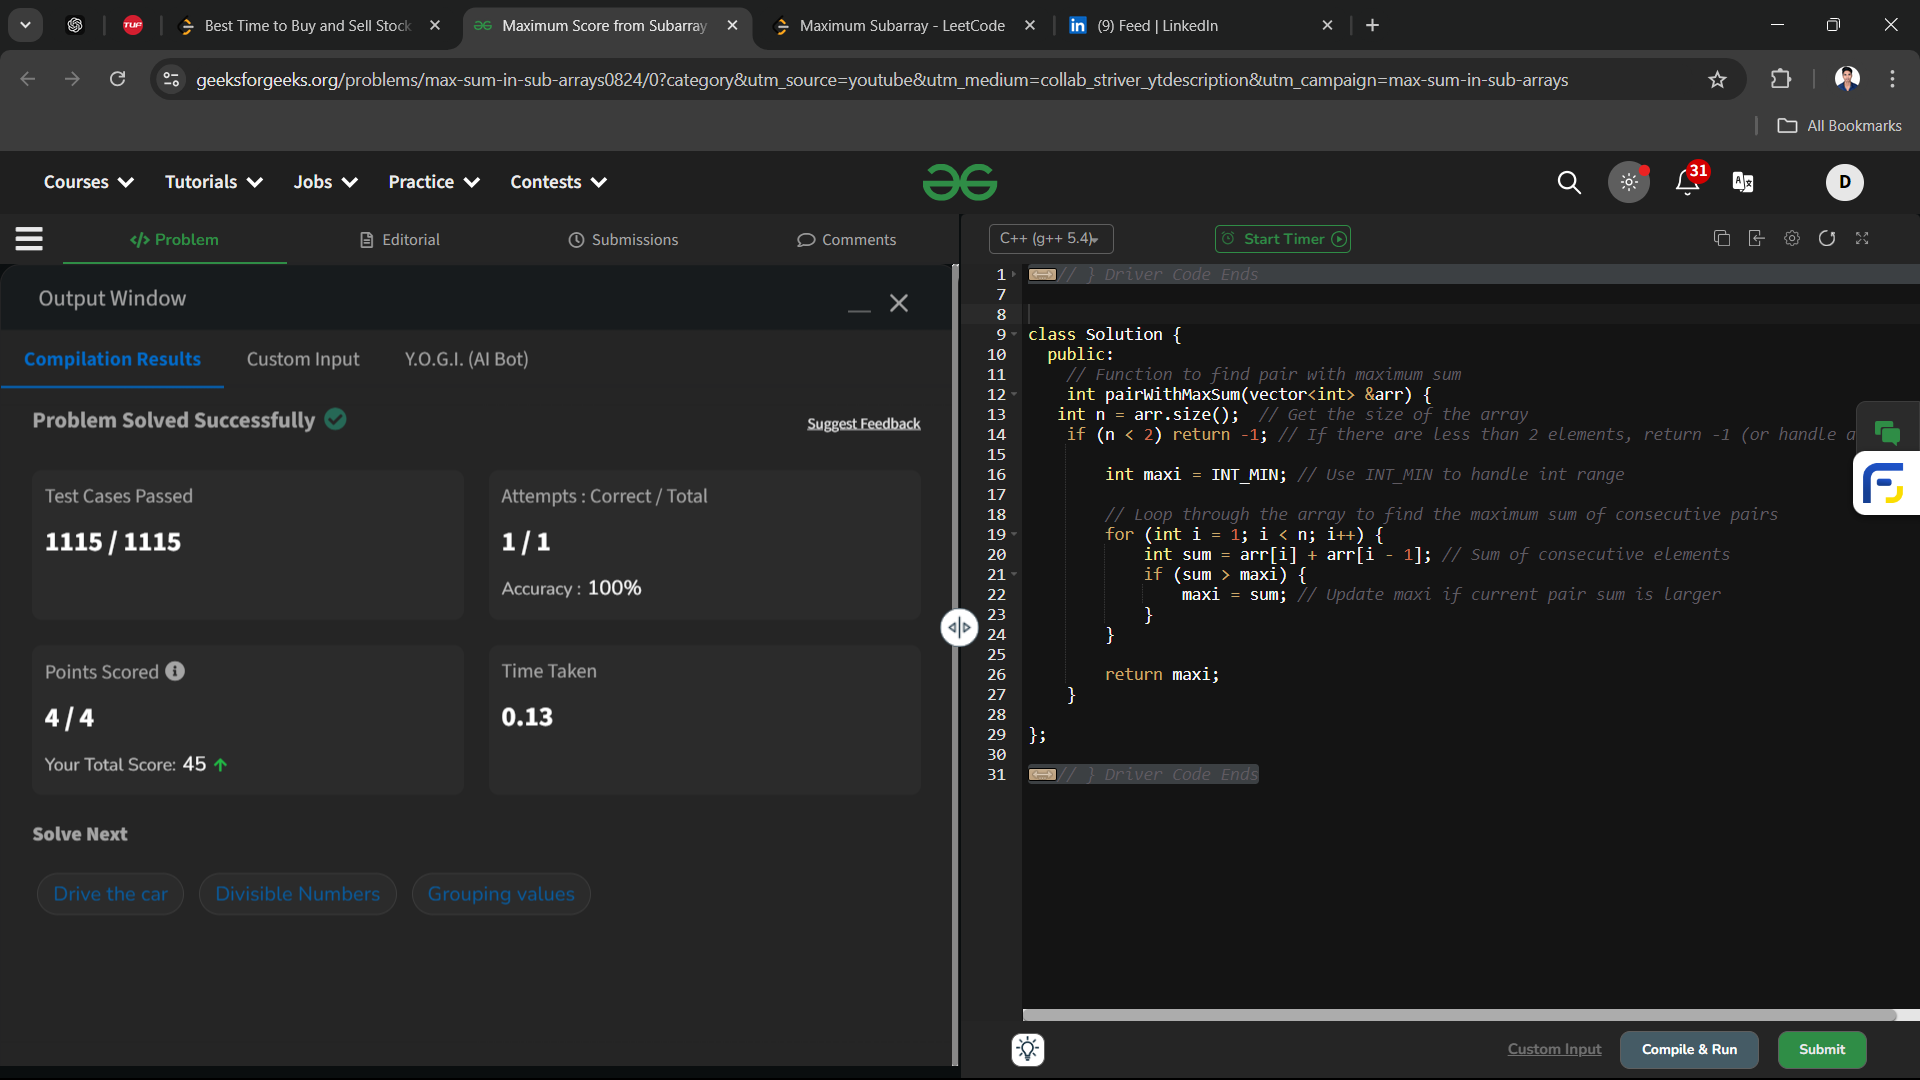 Best Time to Buy and Sell Stock
Maximum Score from Subarray
Maximum Subarray - LeetCode
(9) Feed | LinkedIn
geeksforgeeks.org/problems/max-sum-in-sub-arrays0824/0?category&utm_source=youtube&utm_medium=collab_striver_ytdescription&utm_campaign=max-sum-in-sub-arrays
All Bookmarks
Courses
Tutorials
Jobs
Practice
Contests
31
D
</> Problem
Editorial
Submissions
Comments
Output Window
Compilation Results
Custom Input
Y.O.G.I. (AI Bot)
Problem Solved Successfully
Suggest Feedback
Test Cases Passed
1115 / 1115
Attempts : Correct / Total
1 / 1
Accuracy : 100%
Points Scored
4 / 4
Your Total Score: 45
Time Taken
0.13
Solve Next
Drive the car
Divisible Numbers
Grouping values
C++ (g++ 5.4)
Start Timer
1 // } Driver Code Ends
7
8
9 class Solution {
10 public:
11 // Function to find pair with maximum sum
12 int pairWithMaxSum(vector<int> &arr) {
13 int n = arr.size(); // Get the size of the array
14 if (n < 2) return -1; // If there are less than 2 elements, return -1 (or handle a
15
16 int maxi = INT_MIN; // Use INT_MIN to handle int range
17
18 // Loop through the array to find the maximum sum of consecutive pairs
19 for (int i = 1; i < n; i++) {
20 int sum = arr[i] + arr[i - 1]; // Sum of consecutive elements
21 if (sum > maxi) {
22 maxi = sum; // Update maxi if current pair sum is larger
23 }
24 }
25
26 return maxi;
27 }
28
29 };
30
31 // } Driver Code Ends
Custom Input
Compile & Run
Submit